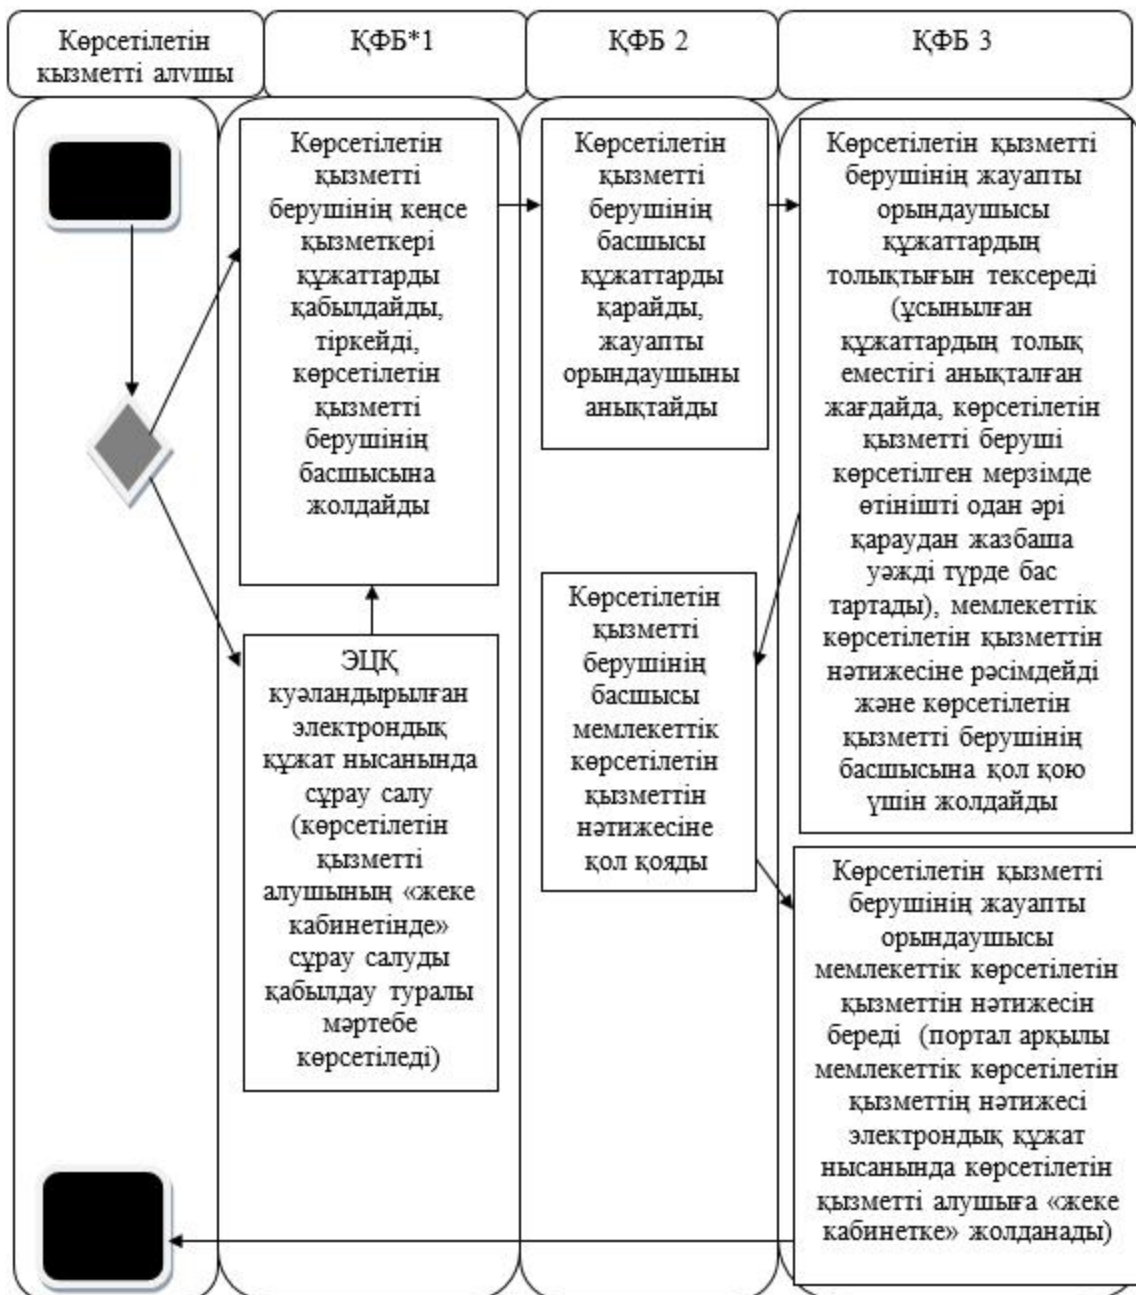 Көрсетілетін
қызметті алушы
ҚФБ*1
ҚФБ 2
ҚФБ 3
Көрсетілетін
қызметті
берушінің кеңсе
қызметкері
құжаттарды
қабылдайды,
тіркейді,
көрсетілетін
қызметті
берушінің
басшысына
жолдайды
ЭЦҚ
куәландырылған
электрондық
құжат нысанында
сұрау салу
(көрсетілетін
қызметті
алушының «жеке
кабинетінде»
сұрау салуды
қабылдау туралы
мәртебе
көрсетіледі)
Көрсетілетін
қызметті
берушінің
басшысы
құжаттарды
қарайды,
жауапты
орындаушыны
анықтайды
Көрсетілетін
қызметті
берушінің
басшысы
мемлекеттік
көрсетілетін
қызметтін
нәтижесіне
қол қояды
Көрсетілетін қызметті
берушінің жауапты
орындаушысы
құжаттардың
толықтығын тексереді
(ұсынылған
құжаттардың толық
еместігі анықталған
жағдайда, көрсетілетін
қызметті беруші
көрсетілген мерзімде
өтінішті одан әрі
қараудан жазбаша
уәжді түрде бас
тартады), мемлекеттік
көрсетілетін қызметтін
нәтижесіне рәсімдейді
және көрсетілетін
қызметті берушінің
басшысына қол қою
үшін жолдайды
Көрсетілетін қызметті
берушінің жауапты
орындаушысы
мемлекеттік көрсетілетін
қызметтін нәтижесін
береді (портал арқылы
мемлекеттік көрсетілетін
қызметтің нәтижесі
электрондық құжат
нысанында көрсетілетін
қызметті алушыға «жеке
кабинетке» жолданады)